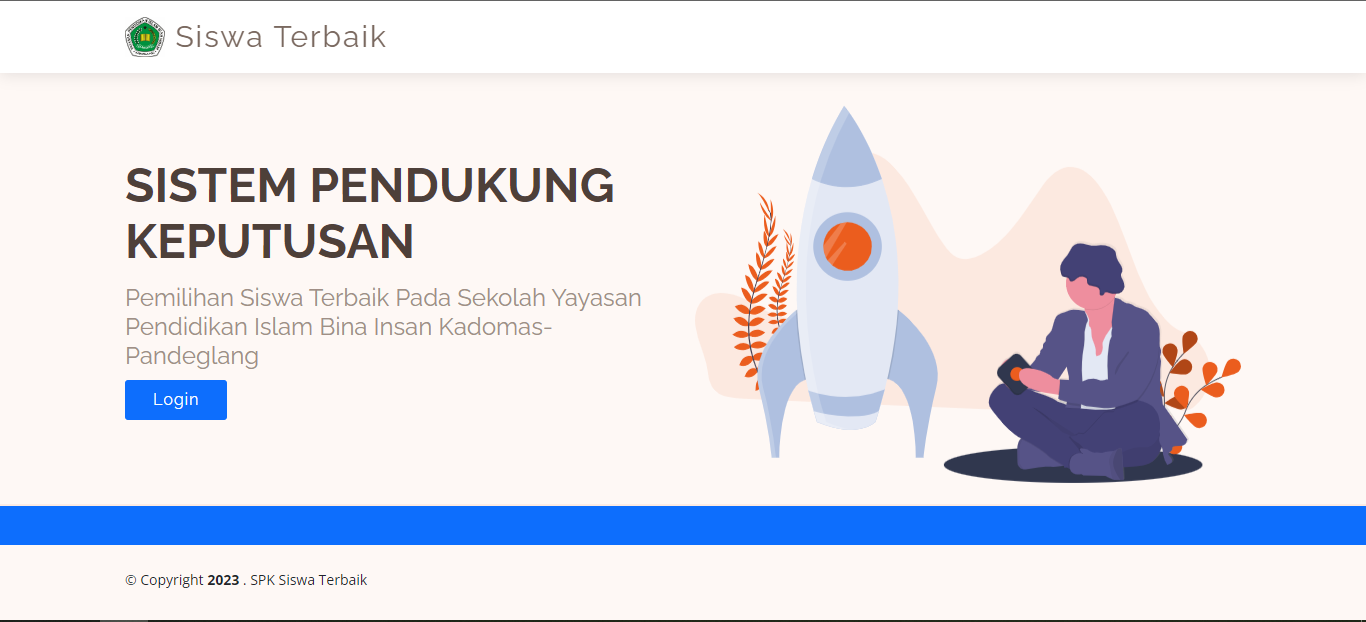 Siswa Terbaik
SISTEM PENDUKUNG
KEPUTUSAN
Pemilihan Siswa Terbaik Pada Sekolah Yayasan
Pendidikan Islam Bina Insan Kadomas-
Pandeglang
Login
© Copyright 2023 . SPK Siswa Terbaik